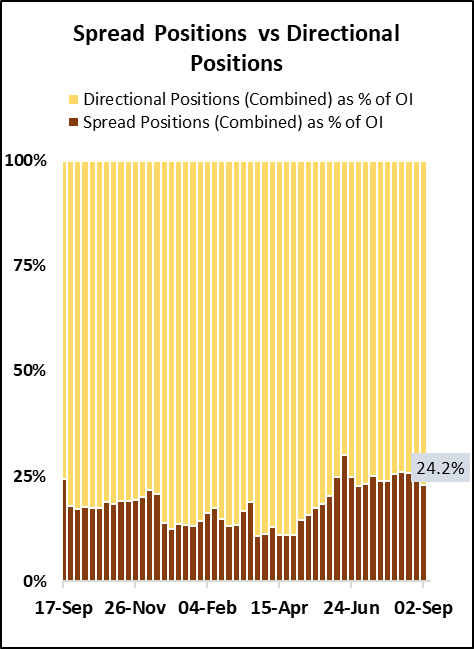 Spread Positions vs Directional
Positions
Directional Positions (Combined) as % of OI
Spread Positions (Combined) as % of OI
100%
75%
50%
25%
24.2%
0%
17-Sep 26-Nov 04-Feb 15-Apr 24-Jun 02-Sep